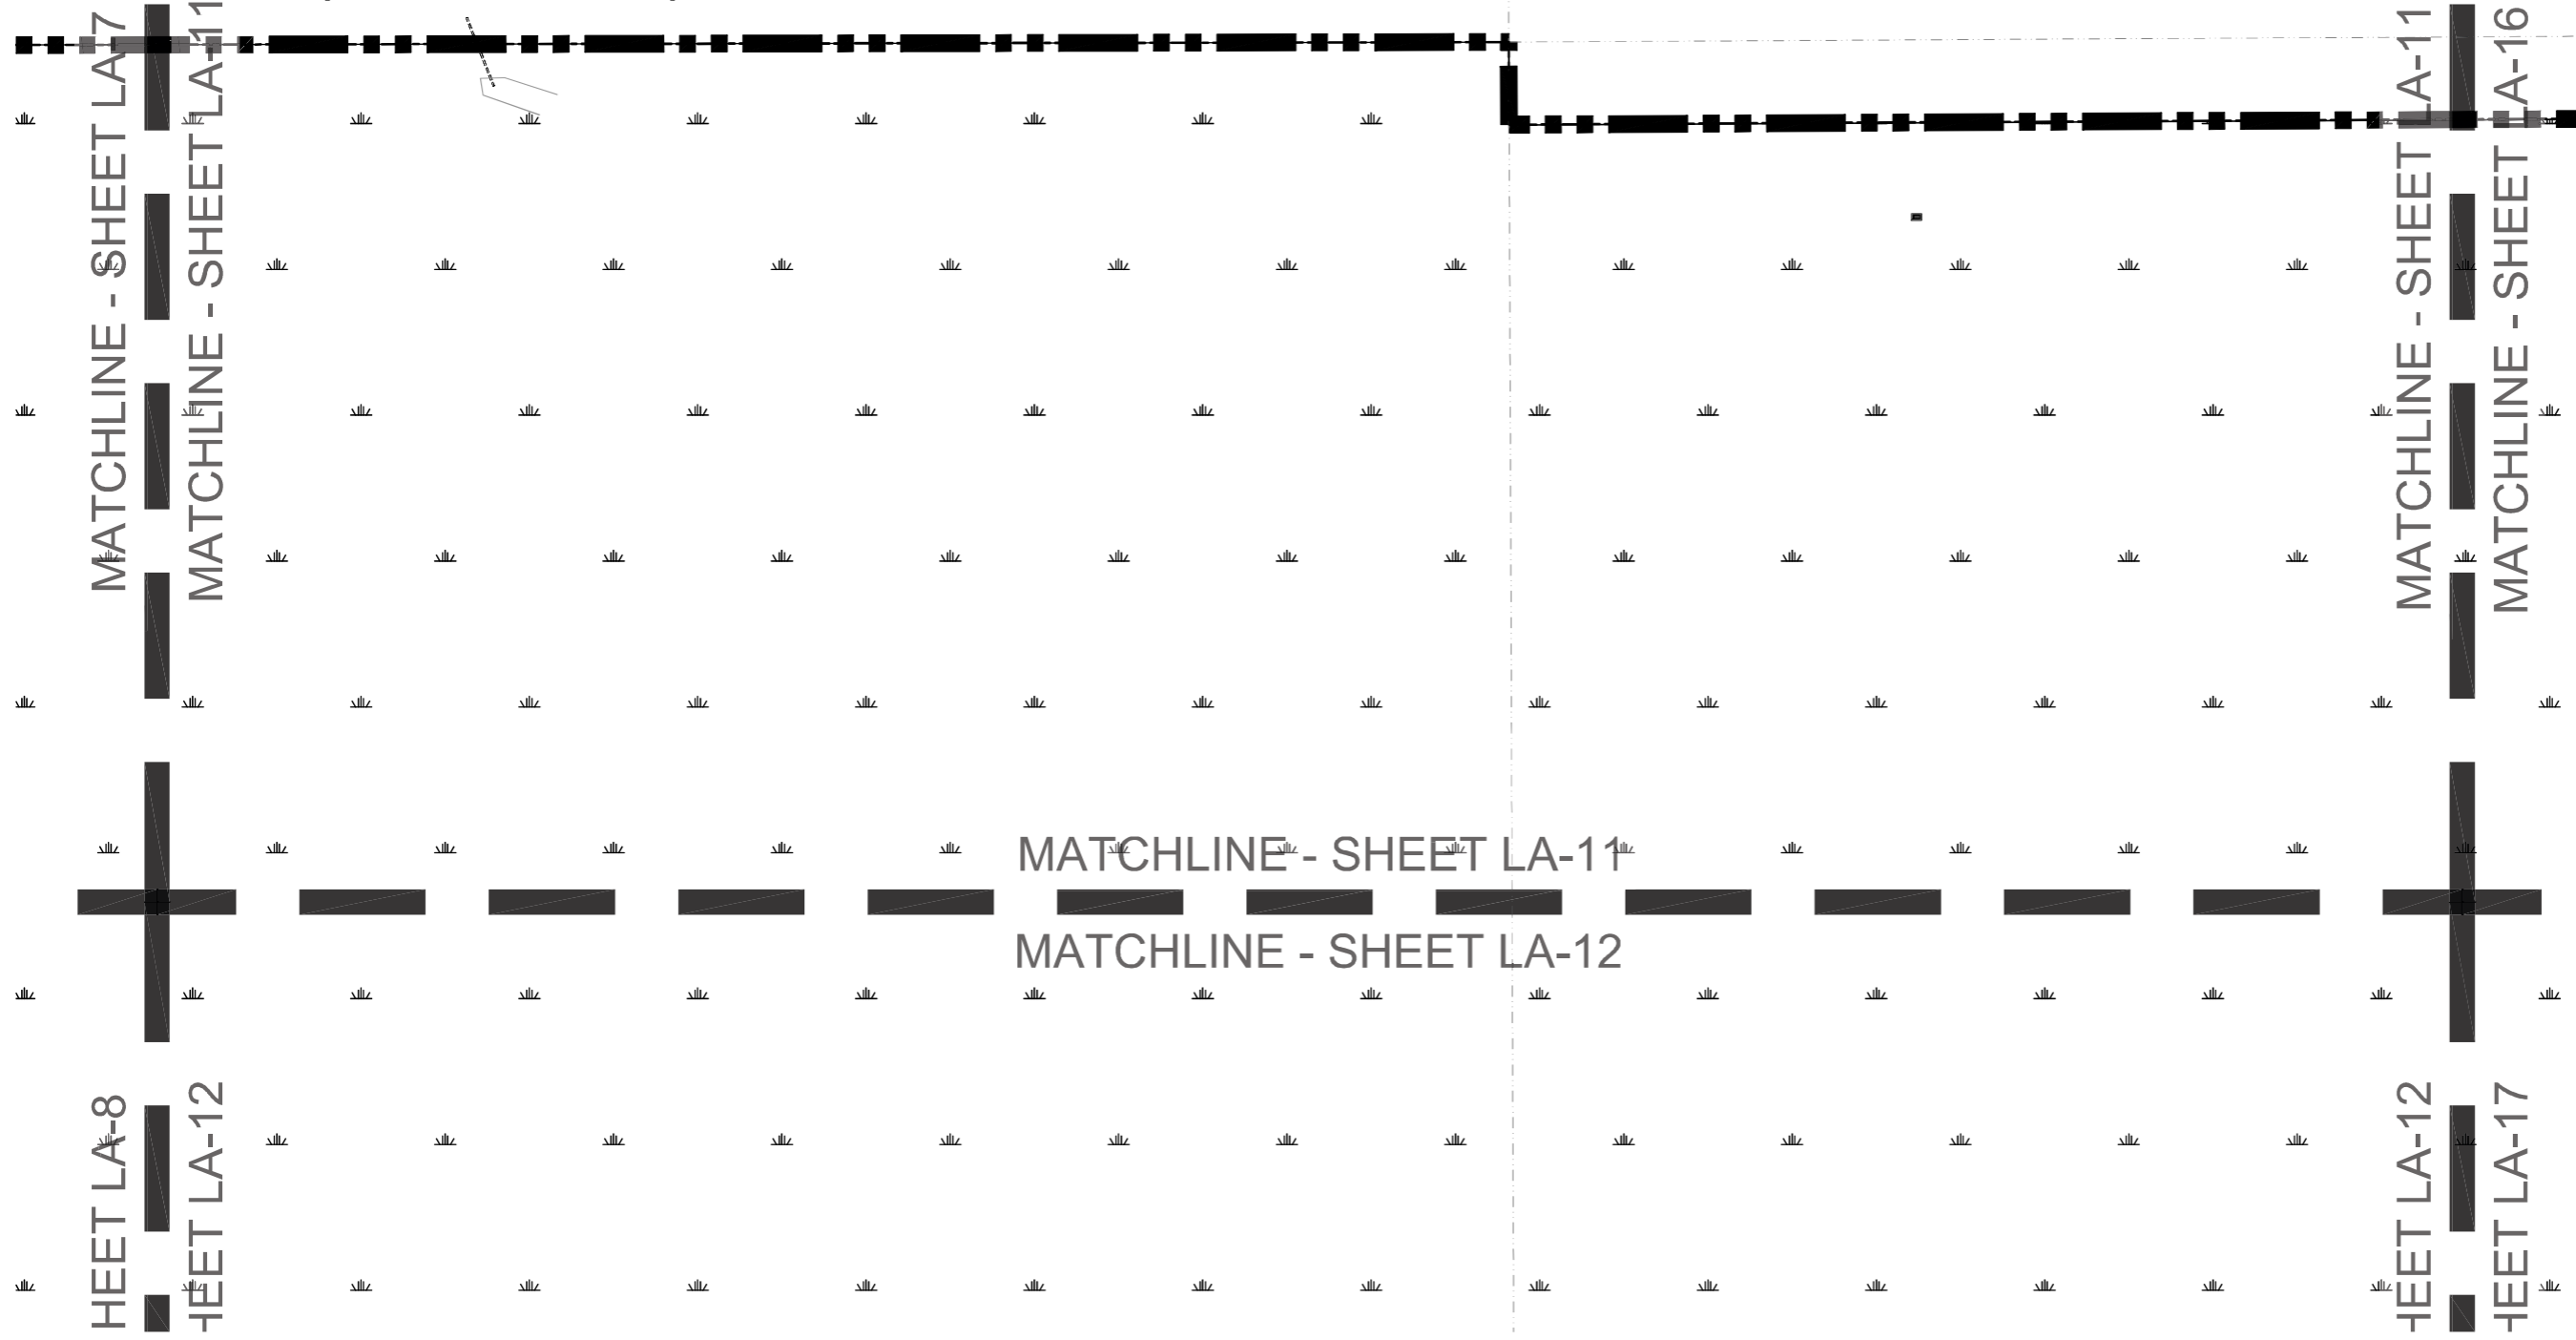 MATCHLINE - SHEET LA-7
MATCHLINE - SHEET LA-11
MATCHLINE - SHEET LA-11
MATCHLINE - SHEET LA-16
MATCHLINE - SHEET LA-11
MATCHLINE - SHEET LA-12
HEET LA-8
HEET LA-12
HEET LA-12
HEET LA-17